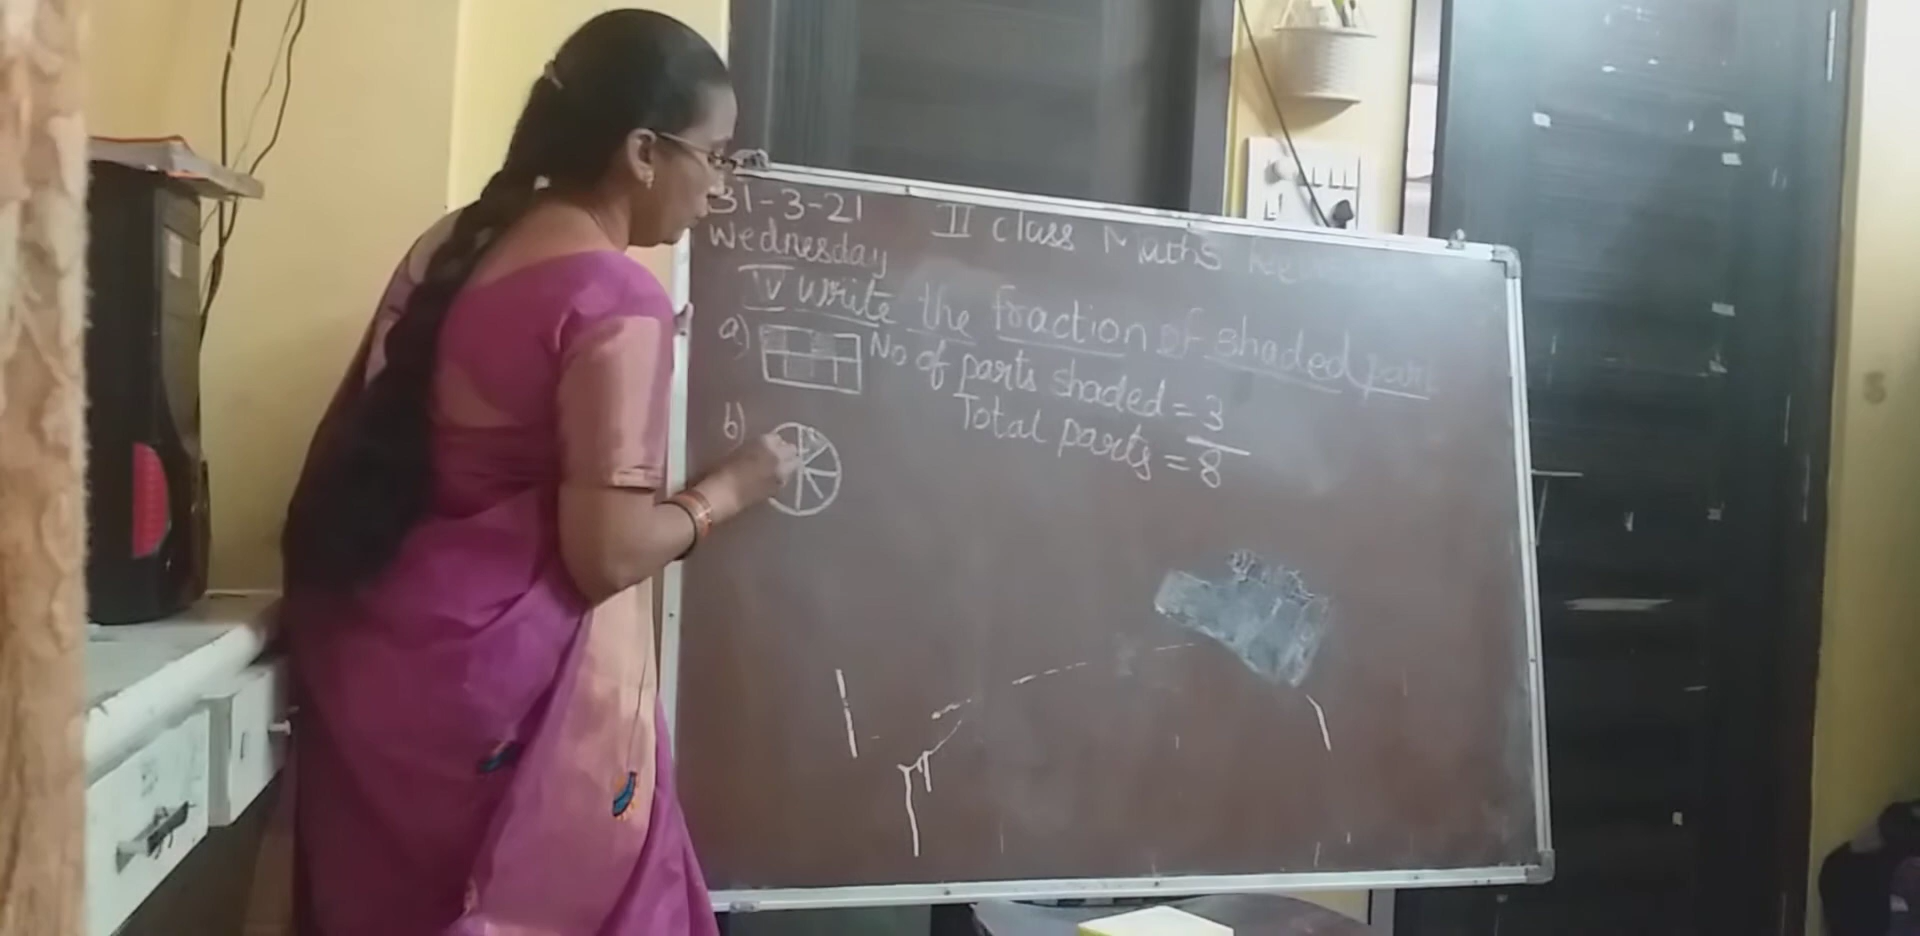 31-3-21 II class Maths
Wednesday
IV Write the fraction of shaded part
a) No of parts shaded = 3
Total parts = 8
b)